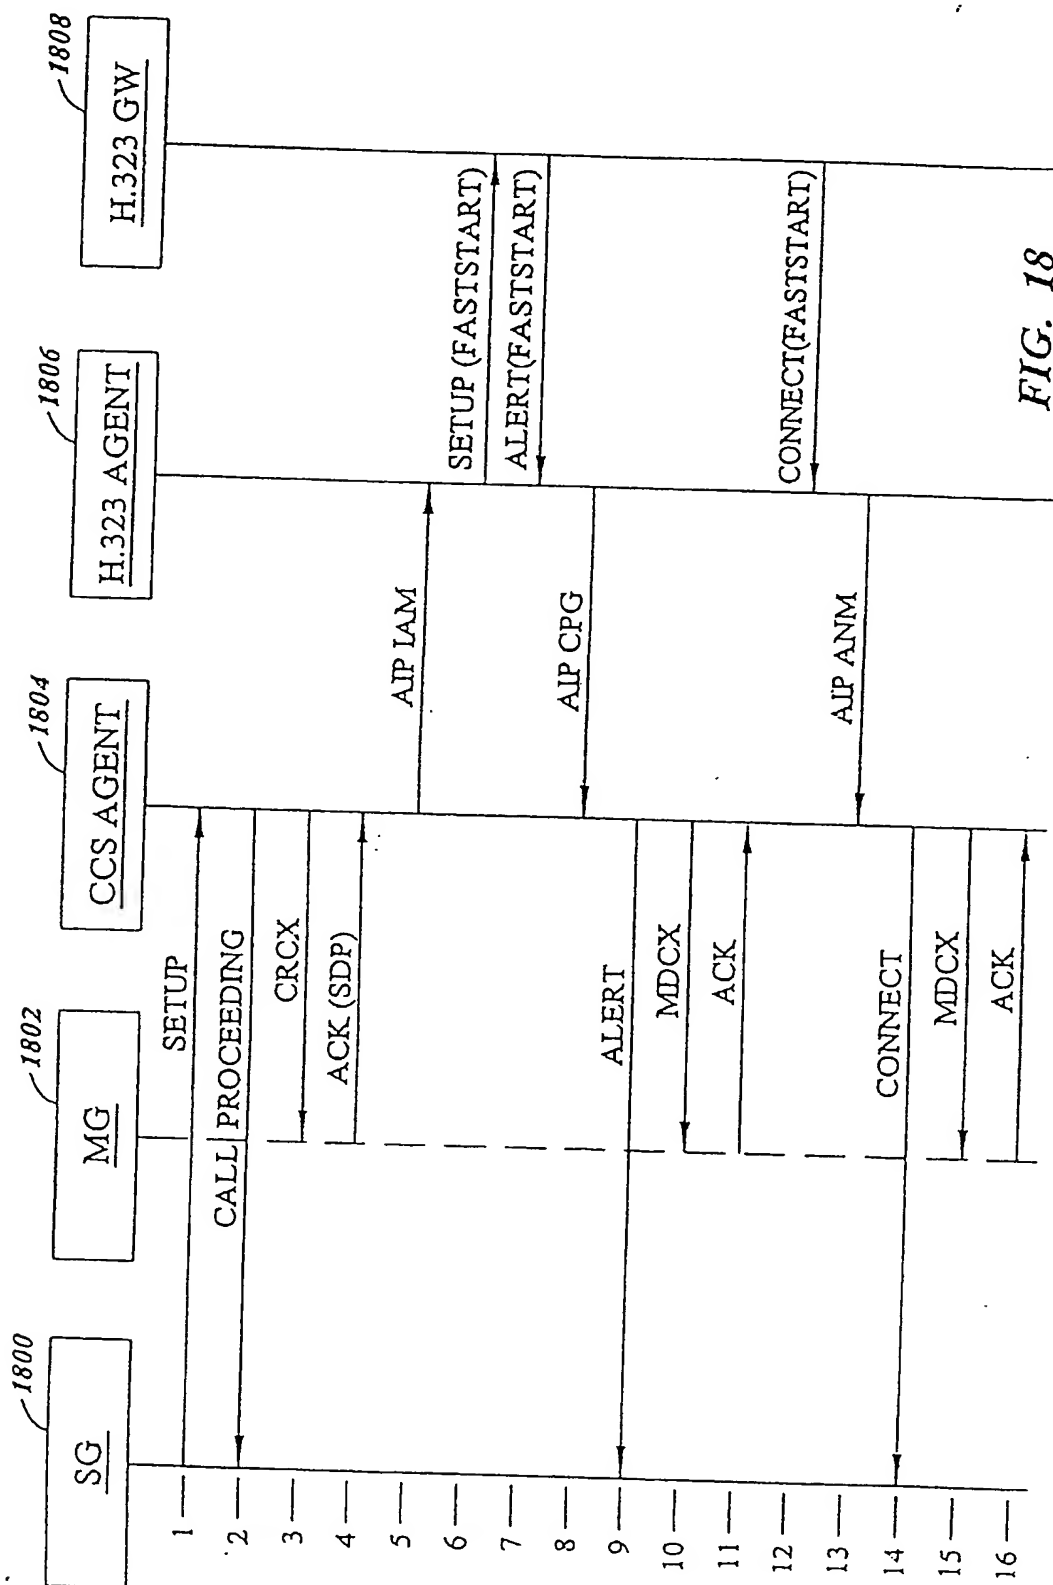 1800
SG
1802
MG
1804
CCS AGENT
1806
H.323 AGENT
1808
H.323 GW
1
SETUP
2
CALL PROCEEDING
3
CRCX
4
ACK (SDP)
5
AIP IAM
6
SETUP (FASTSTART)
7
ALERT(FASTSTART)
8
AIP CPG
9
ALERT
10
MDCX
11
ACK
12
CONNECT(FASTSTART)
13
AIP ANM
14
CONNECT
15
MDCX
16
ACK
FIG. 18